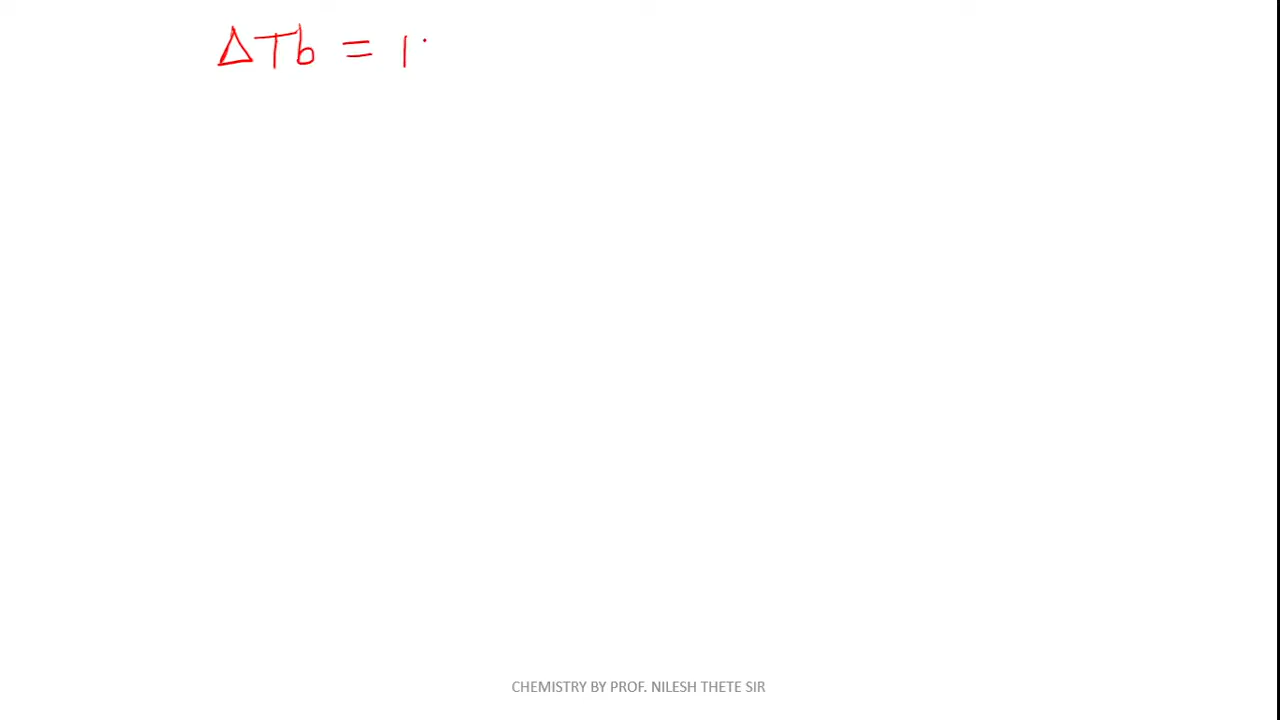 ΔTb = 1
CHEMISTRY BY PROF. NILESH THETE SIR